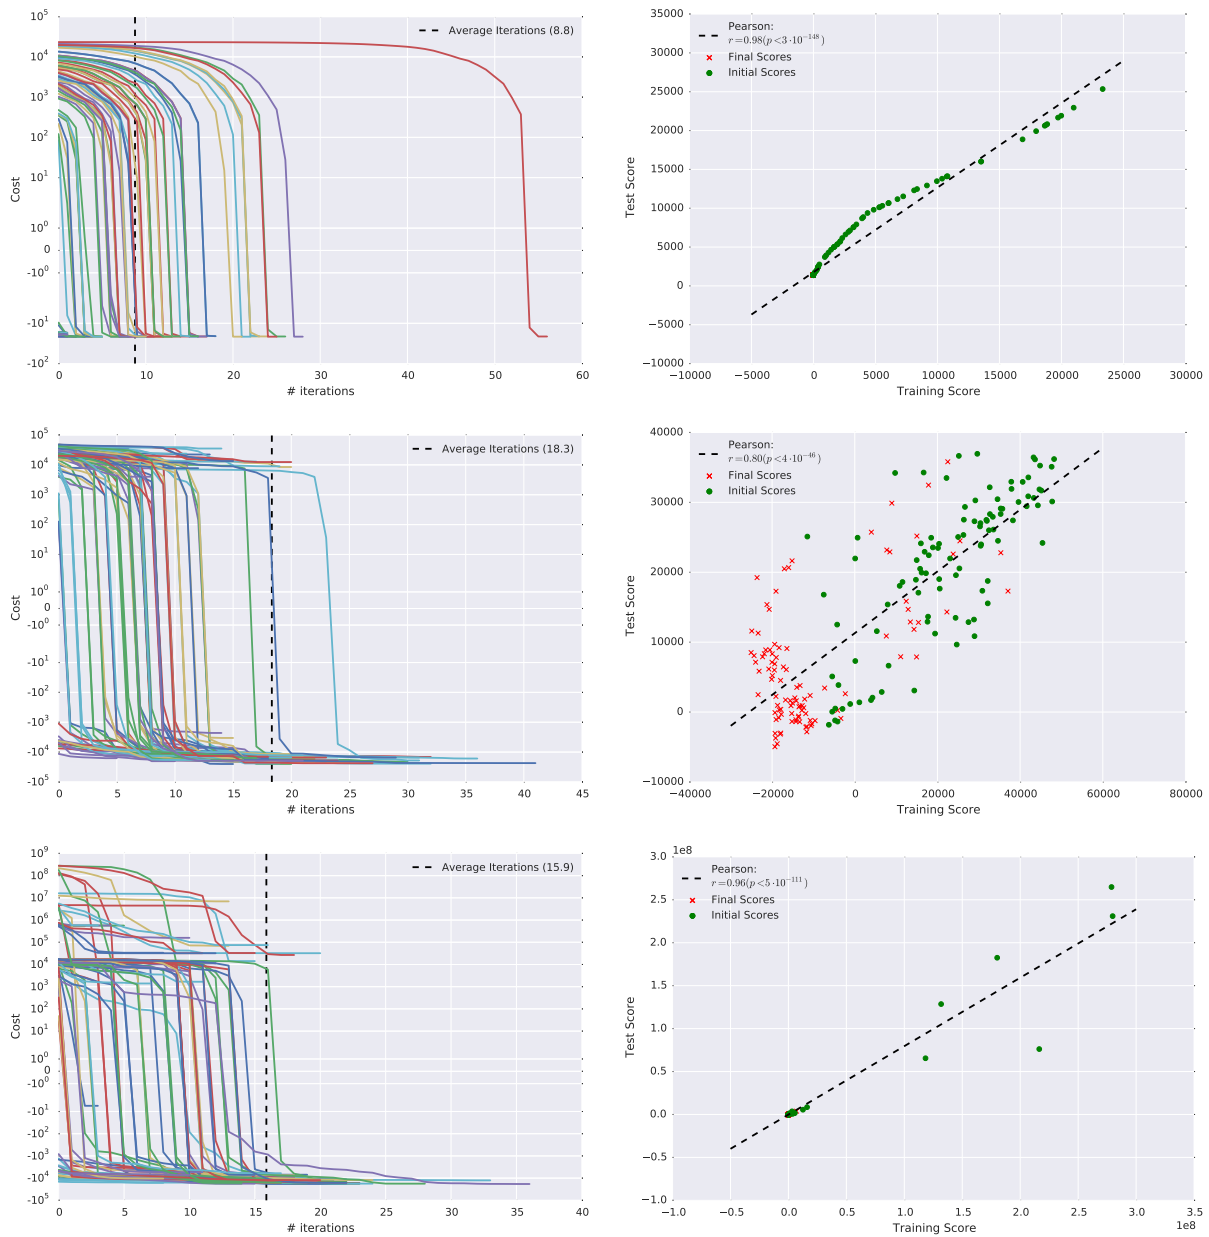 10^5
10^4
10^3
10^2
10^1
10^0
0
-10^0
-10^1
-10^2
Cost
0 10 20 30 40 50 60
# iterations
Average Iterations (8.8)
35000
30000
25000
20000
15000
10000
5000
0
−5000
−10000
Test Score
−10000 −5000 0 5000 10000 15000 20000 25000 30000
Training Score
Pearson:
r=0.98(p<3·10^−148)
Final Scores
Initial Scores
10^5
10^4
10^3
10^2
10^1
10^0
0
-10^0
-10^1
-10^2
-10^3
-10^4
-10^5
Cost
0 5 10 15 20 25 30 35 40 45
# iterations
Average Iterations (18.3)
40000
30000
20000
10000
0
−10000
Test Score
−40000 −20000 0 20000 40000 60000 80000
Training Score
Pearson:
r=0.80(p<4·10^−46)
Final Scores
Initial Scores
10^9
10^8
10^7
10^6
10^5
10^4
10^3
10^2
10^1
10^0
0
-10^0
-10^1
-10^2
-10^3
-10^4
-10^5
Cost
0 5 10 15 20 25 30 35 40
# iterations
Average Iterations (15.9)
1e8
3.0
2.5
2.0
1.5
1.0
0.5
0.0
−0.5
−1.0
Test Score
−1.0 −0.5 0.0 0.5 1.0 1.5 2.0 2.5 3.0 3.5
1e8
Training Score
Pearson:
r=0.96(p<5·10^−111)
Final Scores
Initial Scores